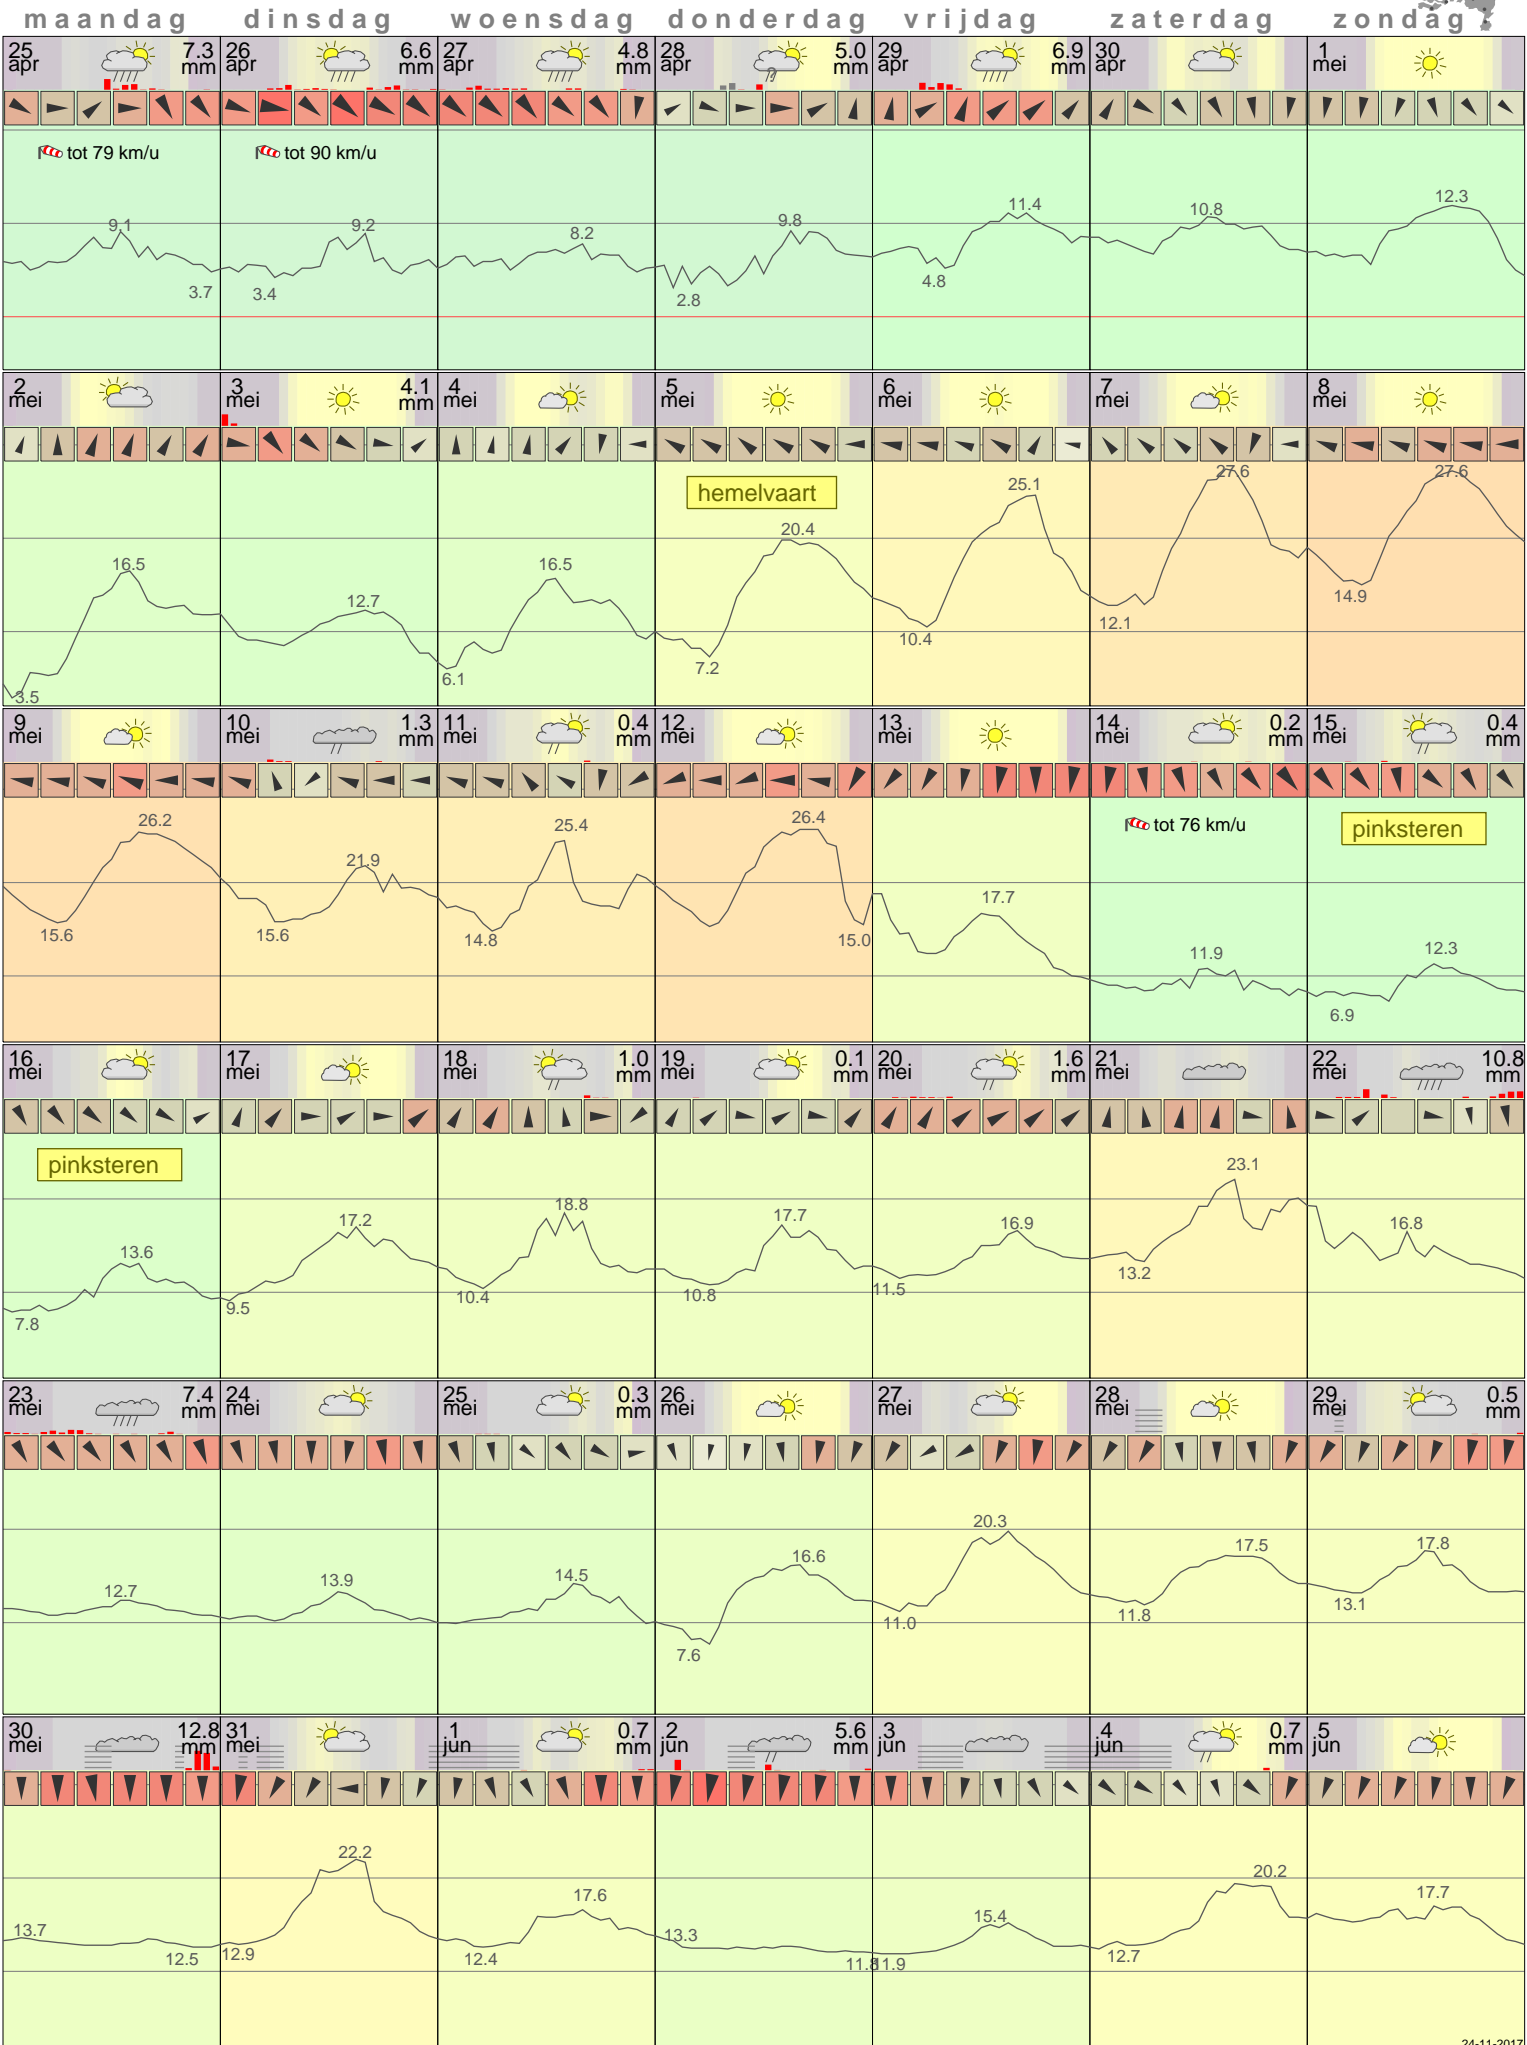 maandag dinsdag woensdag donderdag vrijdag zaterdag zondag
25 apr 7.3 mm 26 apr 6.6 mm 27 apr 4.8 mm 28 apr ? 5.0 mm 29 apr 6.9 mm 30 apr 1 mei
tot 79 km/u tot 90 km/u
9.1 9.2 8.2 9.8 11.4 10.8 12.3
3.7 3.4 2.8 4.8
2 mei 3 mei 4.1 mm 4 mei 5 mei 6 mei 7 mei 8 mei
hemelvaart
16.5 12.7 16.5 20.4 25.1 27.6 27.6
3.5 6.1 7.2 10.4 12.1 14.9
9 mei 10 mei 1.3 mm 11 mei 0.4 mm 12 mei 13 mei 14 mei 0.2 mm 15 mei 0.4 mm
tot 76 km/u pinksteren
26.2 21.9 25.4 26.4 17.7 11.9 12.3
15.6 15.6 14.8 15.0 6.9
16 mei 17 mei 18 mei 1.0 mm 19 mei 0.1 mm 20 mei 1.6 mm 21 mei 22 mei 10.8 mm
pinksteren
13.6 17.2 18.8 17.7 16.9 23.1 16.8
7.8 9.5 10.4 10.8 11.5 13.2
23 mei 7.4 mm 24 mei 25 mei 0.3 mm 26 mei 27 mei 28 mei 29 mei 0.5 mm
12.7 13.9 14.5 16.6 20.3 17.5 17.8
7.6 11.0 11.8 13.1
30 mei 12.8 mm 31 mei 1 jun 0.7 mm 2 jun 5.6 mm 3 jun 4 jun 0.7 mm 5 jun
13.7 22.2 17.6 13.3 15.4 20.2 17.7
12.5 12.9 12.4 11.8 11.9 12.7
24-11-2017